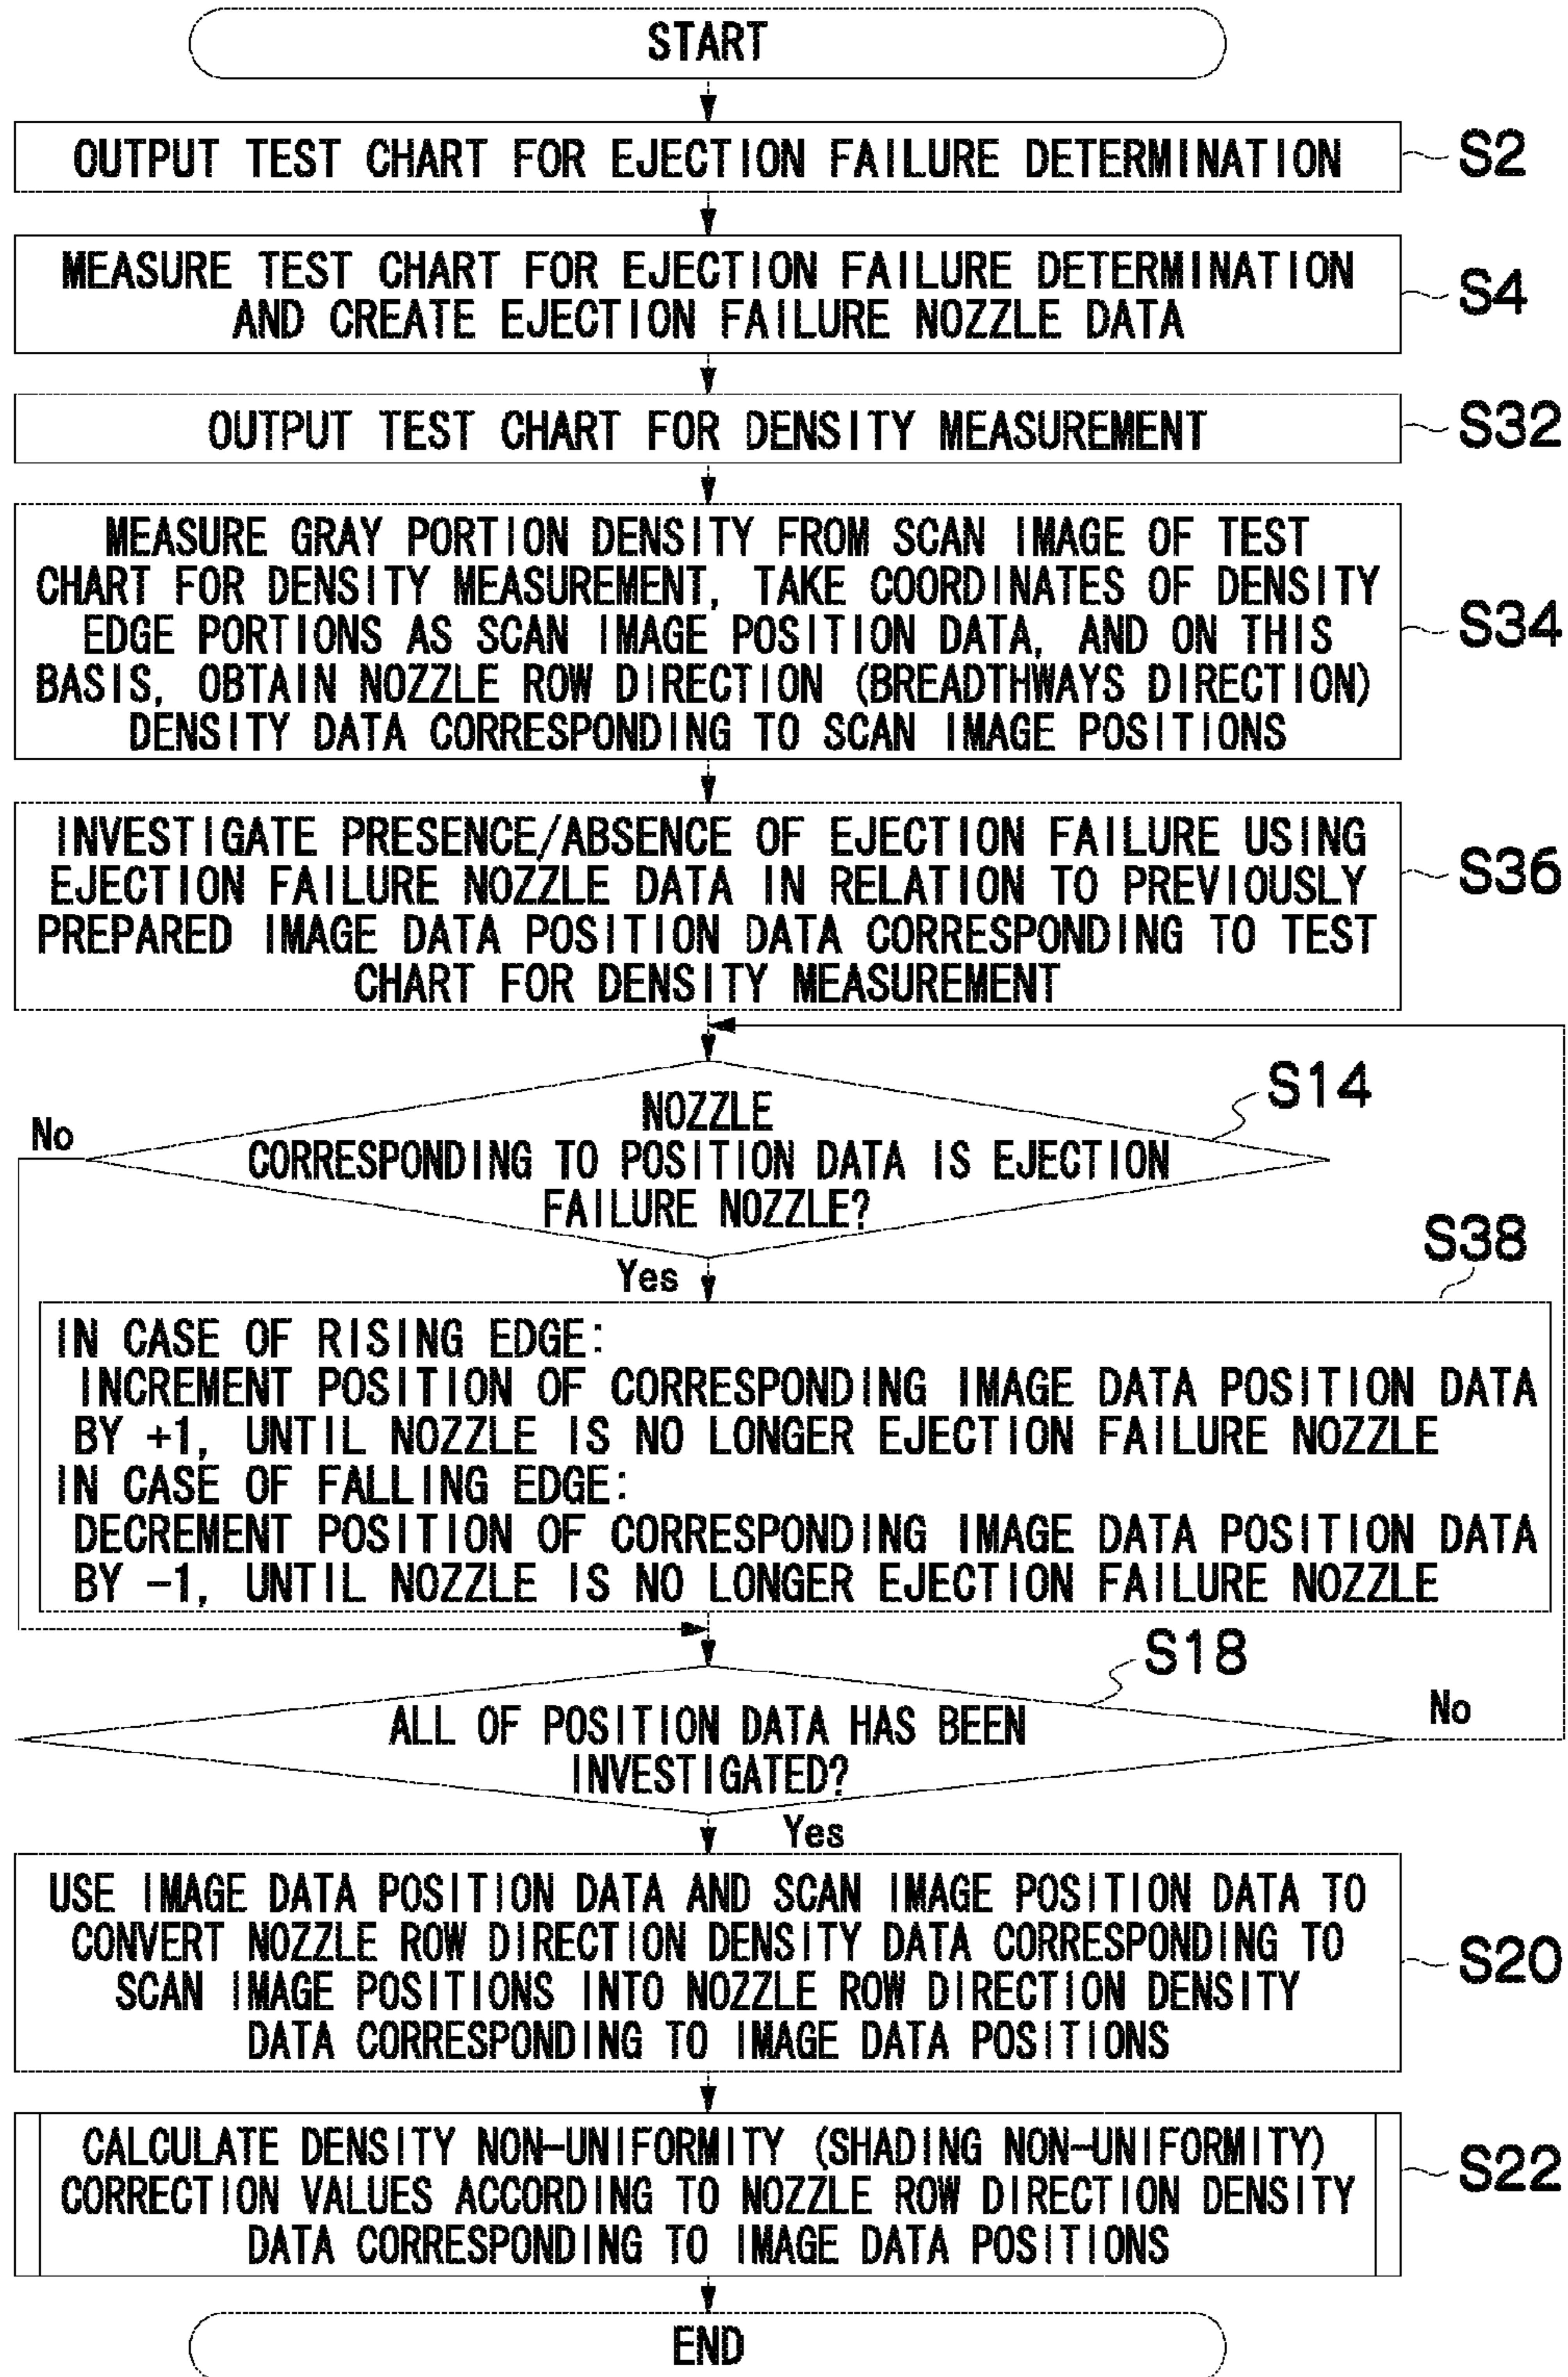 START
OUTPUT TEST CHART FOR EJECTION FAILURE DETERMINATION
S2
MEASURE TEST CHART FOR EJECTION FAILURE DETERMINATION
AND CREATE EJECTION FAILURE NOZZLE DATA
S4
OUTPUT TEST CHART FOR DENSITY MEASUREMENT
S32
MEASURE GRAY PORTION DENSITY FROM SCAN IMAGE OF TEST
CHART FOR DENSITY MEASUREMENT, TAKE COORDINATES OF DENSITY
EDGE PORTIONS AS SCAN IMAGE POSITION DATA, AND ON THIS
BASIS, OBTAIN NOZZLE ROW DIRECTION (BREADTHWAYS DIRECTION)
DENSITY DATA CORRESPONDING TO SCAN IMAGE POSITIONS
S34
INVESTIGATE PRESENCE/ABSENCE OF EJECTION FAILURE USING
EJECTION FAILURE NOZZLE DATA IN RELATION TO PREVIOUSLY
PREPARED IMAGE DATA POSITION DATA CORRESPONDING TO TEST
CHART FOR DENSITY MEASUREMENT
S36
S14
No
NOZZLE
CORRESPONDING TO POSITION DATA IS EJECTION
FAILURE NOZZLE?
Yes
S38
IN CASE OF RISING EDGE:
INCREMENT POSITION OF CORRESPONDING IMAGE DATA POSITION DATA
BY +1, UNTIL NOZZLE IS NO LONGER EJECTION FAILURE NOZZLE
IN CASE OF FALLING EDGE:
DECREMENT POSITION OF CORRESPONDING IMAGE DATA POSITION DATA
BY -1, UNTIL NOZZLE IS NO LONGER EJECTION FAILURE NOZZLE
S18
ALL OF POSITION DATA HAS BEEN
INVESTIGATED?
No
Yes
USE IMAGE DATA POSITION DATA AND SCAN IMAGE POSITION DATA TO
CONVERT NOZZLE ROW DIRECTION DENSITY DATA CORRESPONDING TO
SCAN IMAGE POSITIONS INTO NOZZLE ROW DIRECTION DENSITY
DATA CORRESPONDING TO IMAGE DATA POSITIONS
S20
CALCULATE DENSITY NON-UNIFORMITY (SHADING NON-UNIFORMITY)
CORRECTION VALUES ACCORDING TO NOZZLE ROW DIRECTION DENSITY
DATA CORRESPONDING TO IMAGE DATA POSITIONS
S22
END